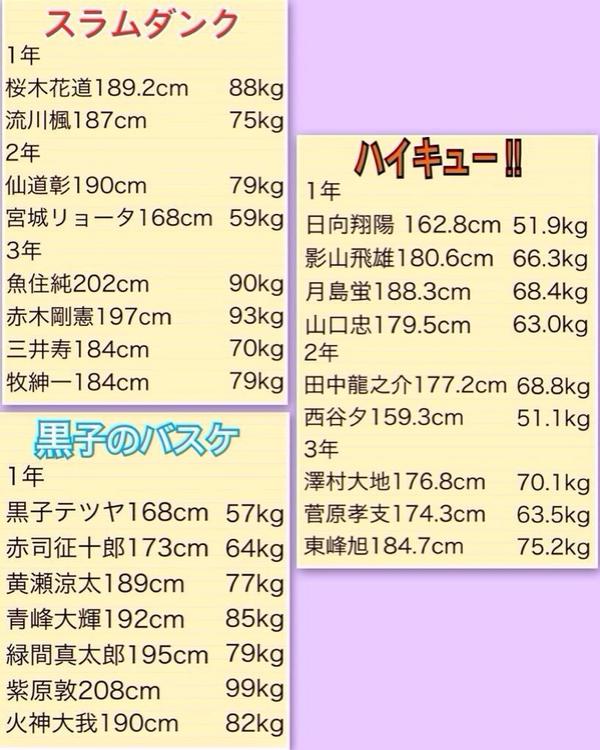 スラムダンク
1年
桜木花道189.2cm 88kg
流川楓187cm 75kg
2年
仙道彰190cm 79kg
宮城リョータ168cm 59kg
3年
魚住純202cm 90kg
赤木剛憲197cm 93kg
三井寿184cm 70kg
牧紳一184cm 79kg
黒子のバスケ
1年
黒子テツヤ168cm 57kg
赤司征十郎173cm 64kg
黄瀬涼太189cm 77kg
青峰大輝192cm 85kg
緑間真太郎195cm 79kg
紫原敦208cm 99kg
火神大我190cm 82kg
ハイキュー!!
1年
日向翔陽 162.8cm 51.9kg
影山飛雄180.6cm 66.3kg
月島蛍188.3cm 68.4kg
山口忠179.5cm 63.0kg
2年
田中龍之介177.2cm 68.8kg
西谷夕159.3cm 51.1kg
3年
澤村大地176.8cm 70.1kg
菅原孝支174.3cm 63.5kg
東峰旭184.7cm 75.2kg